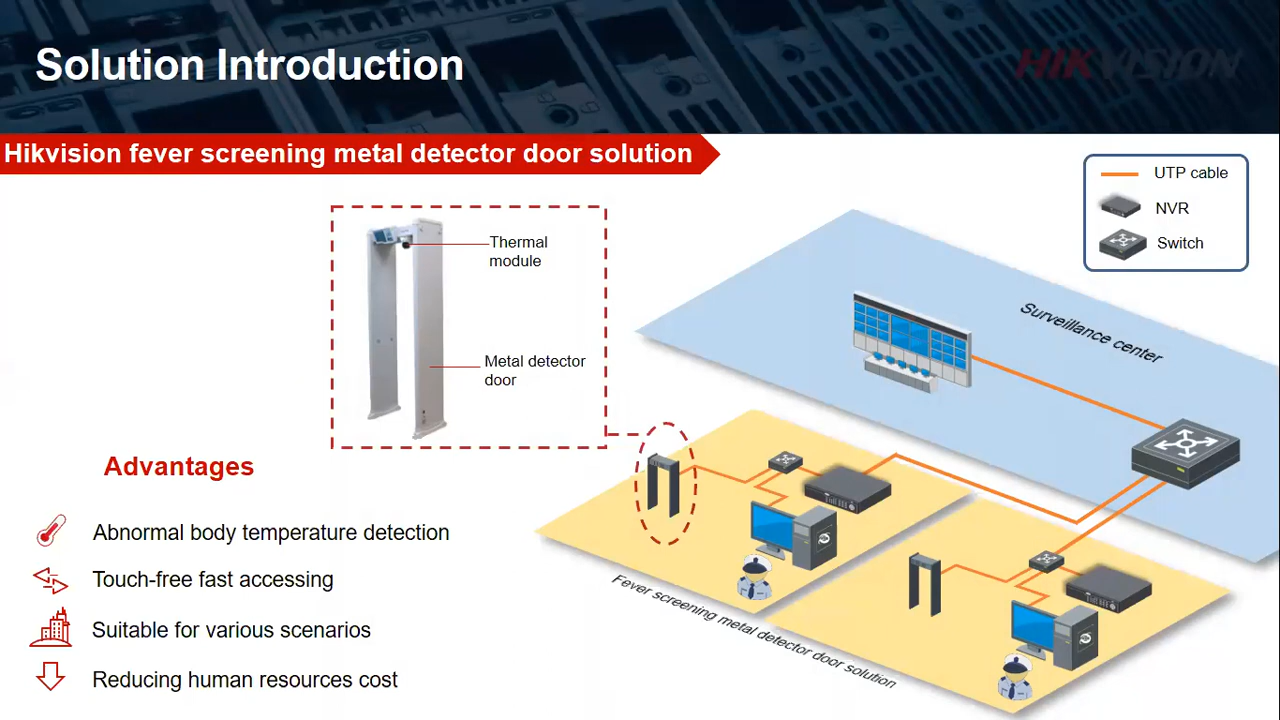 Solution Introduction
HIKVISION
Hikvision fever screening metal detector door solution
UTP cable
NVR
Switch
Thermal
module
Metal detector
door
Surveillance center
Advantages
Abnormal body temperature detection
Touch-free fast accessing
Suitable for various scenarios
Reducing human resources cost
Fever screening metal detector door solution